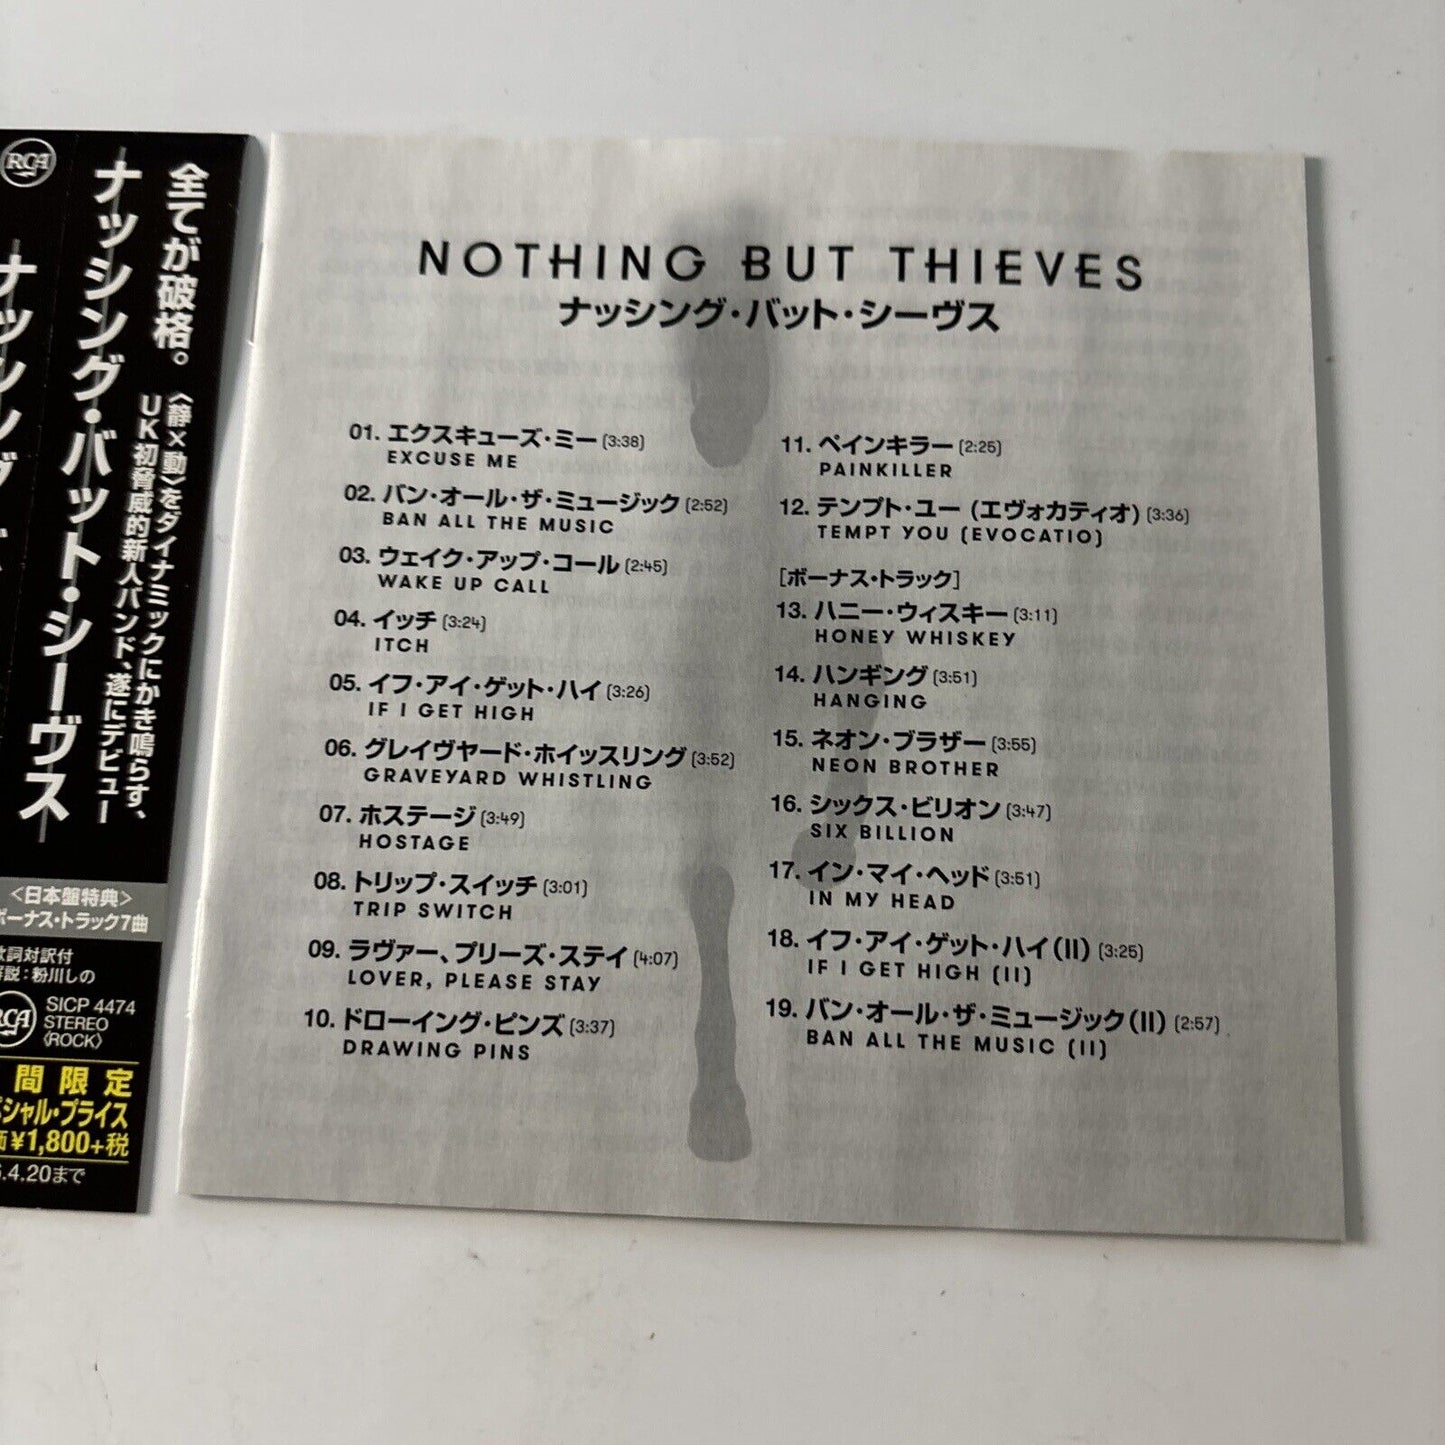 RCA
全てが破格。
〈静×動〉をダイナミックにかき鳴らす、
UK初脅威的新人バンド、遂にデビュー
ナッシング・バット・シーヴス
〈日本盤特典〉
ボーナス・トラック7曲
歌詞対訳付
解説：粉川しの
RCA
SICP 4474
STEREO
〈ROCK〉
間限定
シャル・プライス
¥1,800+税
.4.20まで
NOTHING BUT THIEVES
ナッシング・バット・シーヴス
01. エクスキューズ・ミー (3:38)
EXCUSE ME
02. バン・オール・ザ・ミュージック (2:52)
BAN ALL THE MUSIC
03. ウェイク・アップ・コール (2:45)
WAKE UP CALL
04. イッチ (3:24)
ITCH
05. イフ・アイ・ゲット・ハイ (3:26)
IF I GET HIGH
06. グレイヴヤード・ホイッスリング (3:52)
GRAVEYARD WHISTLING
07. ホステージ (3:49)
HOSTAGE
08. トリップ・スイッチ (3:01)
TRIP SWITCH
09. ラヴァー、プリーズ・ステイ (4:07)
LOVER, PLEASE STAY
10. ドローイング・ピンズ (3:37)
DRAWING PINS
11. ペインキラー (2:25)
PAINKILLER
12. テンプト・ユー (エヴォカティオ) (3:36)
TEMPT YOU (EVOCATIO)
[ボーナス・トラック]
13. ハニー・ウィスキー (3:11)
HONEY WHISKEY
14. ハンギング (3:51)
HANGING
15. ネオン・ブラザー (3:55)
NEON BROTHER
16. シックス・ビリオン (3:47)
SIX BILLION
17. イン・マイ・ヘッド (3:51)
IN MY HEAD
18. イフ・アイ・ゲット・ハイ (II) (3:25)
IF I GET HIGH (II)
19. バン・オール・ザ・ミュージック (II) (2:57)
BAN ALL THE MUSIC (II)